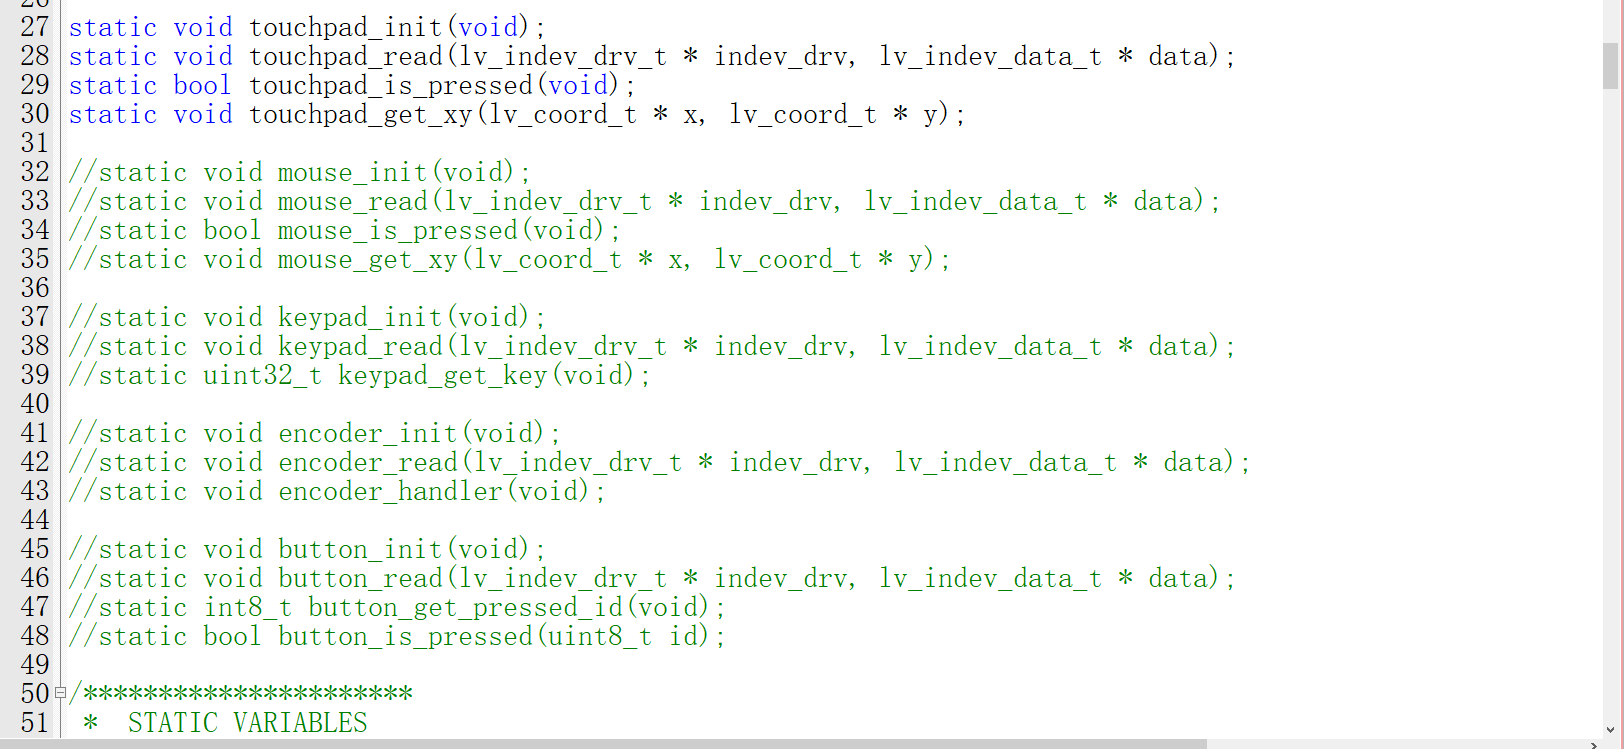 26
27 static void touchpad_init(void);
28 static void touchpad_read(lv_indev_drv_t * indev_drv, lv_indev_data_t * data);
29 static bool touchpad_is_pressed(void);
30 static void touchpad_get_xy(lv_coord_t * x, lv_coord_t * y);
31
32 //static void mouse_init(void);
33 //static void mouse_read(lv_indev_drv_t * indev_drv, lv_indev_data_t * data);
34 //static bool mouse_is_pressed(void);
35 //static void mouse_get_xy(lv_coord_t * x, lv_coord_t * y);
36
37 //static void keypad_init(void);
38 //static void keypad_read(lv_indev_drv_t * indev_drv, lv_indev_data_t * data);
39 //static uint32_t keypad_get_key(void);
40
41 //static void encoder_init(void);
42 //static void encoder_read(lv_indev_drv_t * indev_drv, lv_indev_data_t * data);
43 //static void encoder_handler(void);
44
45 //static void button_init(void);
46 //static void button_read(lv_indev_drv_t * indev_drv, lv_indev_data_t * data);
47 //static int8_t button_get_pressed_id(void);
48 //static bool button_is_pressed(uint8_t id);
49
50 /**********************
51  *  STATIC VARIABLES